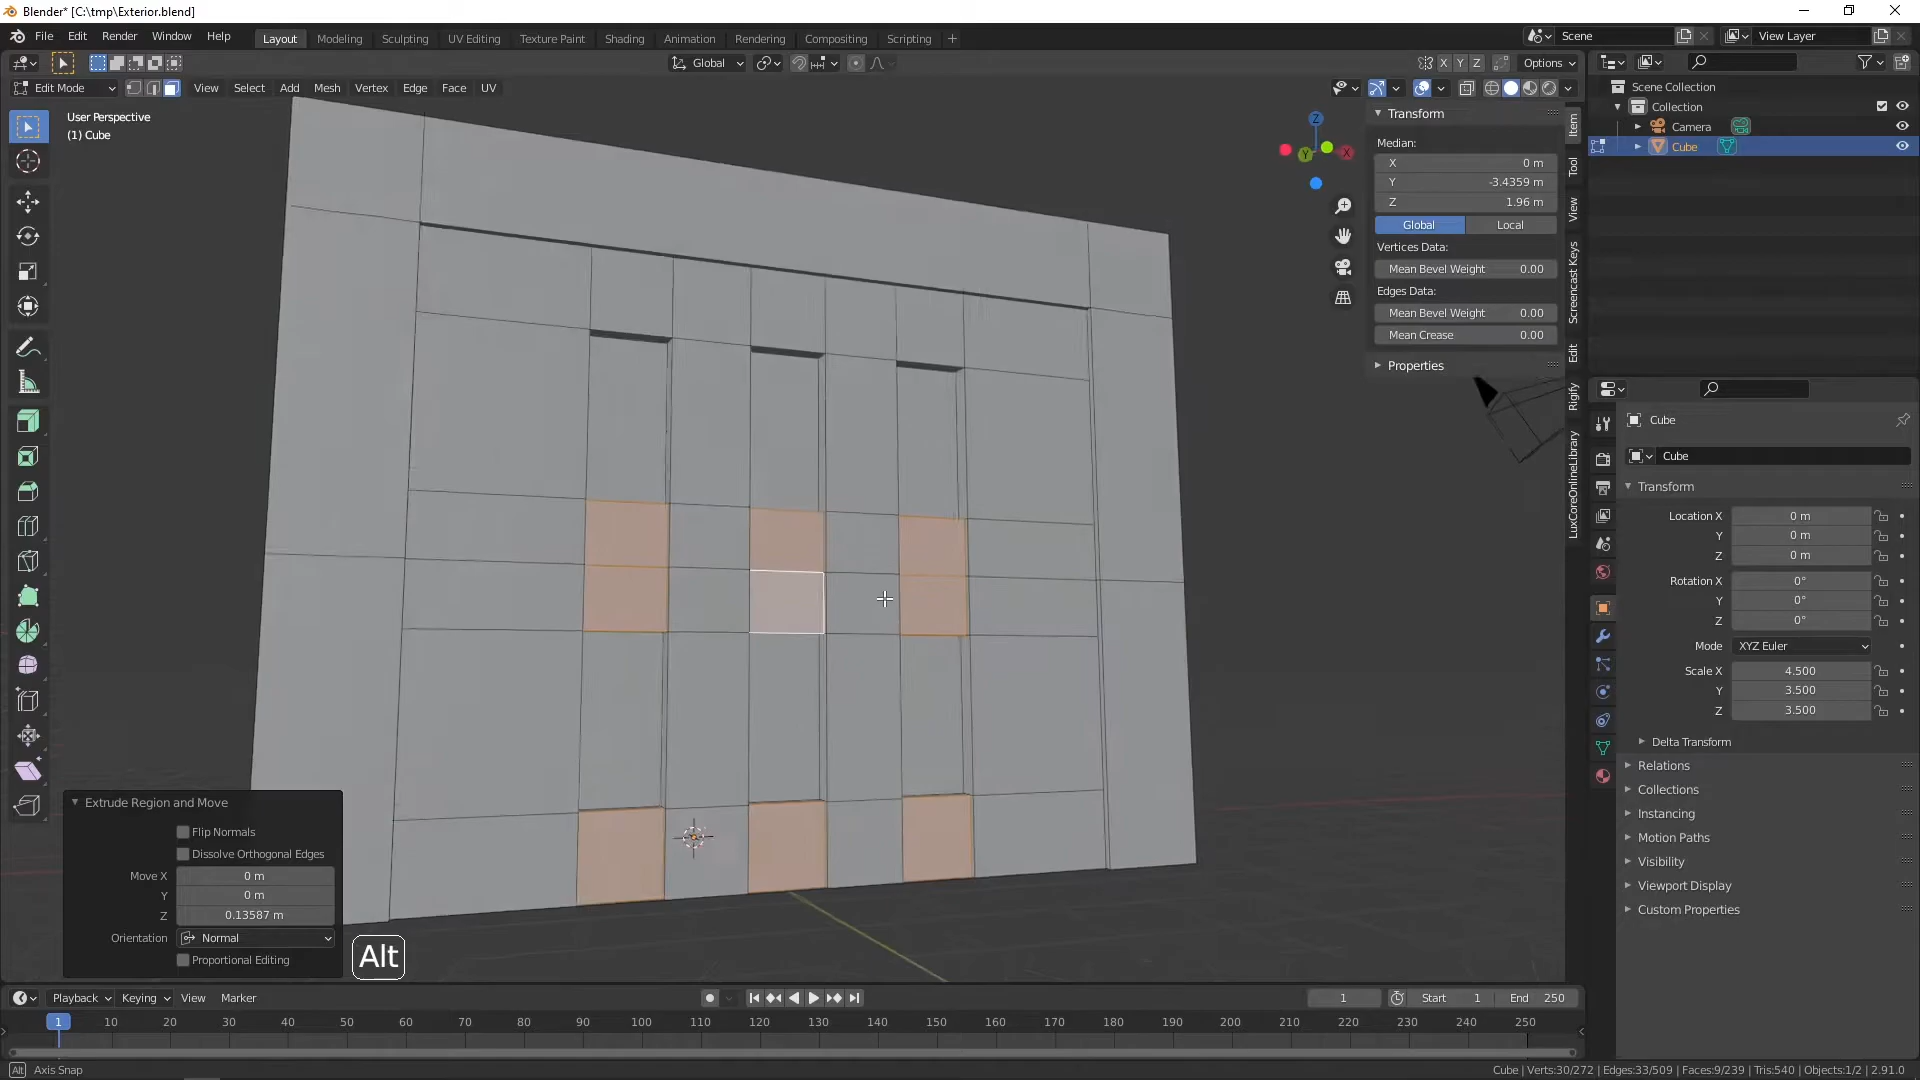 Blender* [C:\tmp\Exterior.blend]
File Edit Render Window Help
Layout Modeling Sculpting UV Editing Texture Paint Shading Animation Rendering Compositing Scripting +
Scene
View Layer
Global
X Y Z
Options
Edit Mode
View Select Add Mesh Vertex Edge Face UV
User Perspective
(1) Cube
Z
Y
X
Transform
Median:
X 0 m
Y -3.4359 m
Z 1.96 m
Global Local
Vertices Data:
Mean Bevel Weight 0.00
Edges Data:
Mean Bevel Weight 0.00
Mean Crease 0.00
Properties
Item
Tool
View
Screencast Keys
Edit
Rigify
LuxCoreOnlineLibrary
Scene Collection
Collection
Camera
Cube
Cube
Cube
Transform
Location X 0 m
Y 0 m
Z 0 m
Rotation X 0°
Y 0°
Z 0°
Mode XYZ Euler
Scale X 4.500
Y 3.500
Z 3.500
Delta Transform
Relations
Collections
Instancing
Motion Paths
Visibility
Viewport Display
Custom Properties
Extrude Region and Move
Flip Normals
Dissolve Orthogonal Edges
Move X 0 m
Y 0 m
Z 0.13587 m
Orientation Normal
Proportional Editing
Alt
Playback Keying View Marker
1
Start 1 End 250
1 10 20 30 40 50 60 70 80 90 100 110 120 130 140 150 160 170 180 190 200 210 220 230 240 250
Alt Axis Snap
Cube | Verts:30/272 | Edges:33/509 | Faces:9/239 | Tris:540 | Objects:1/2 | 2.91.0